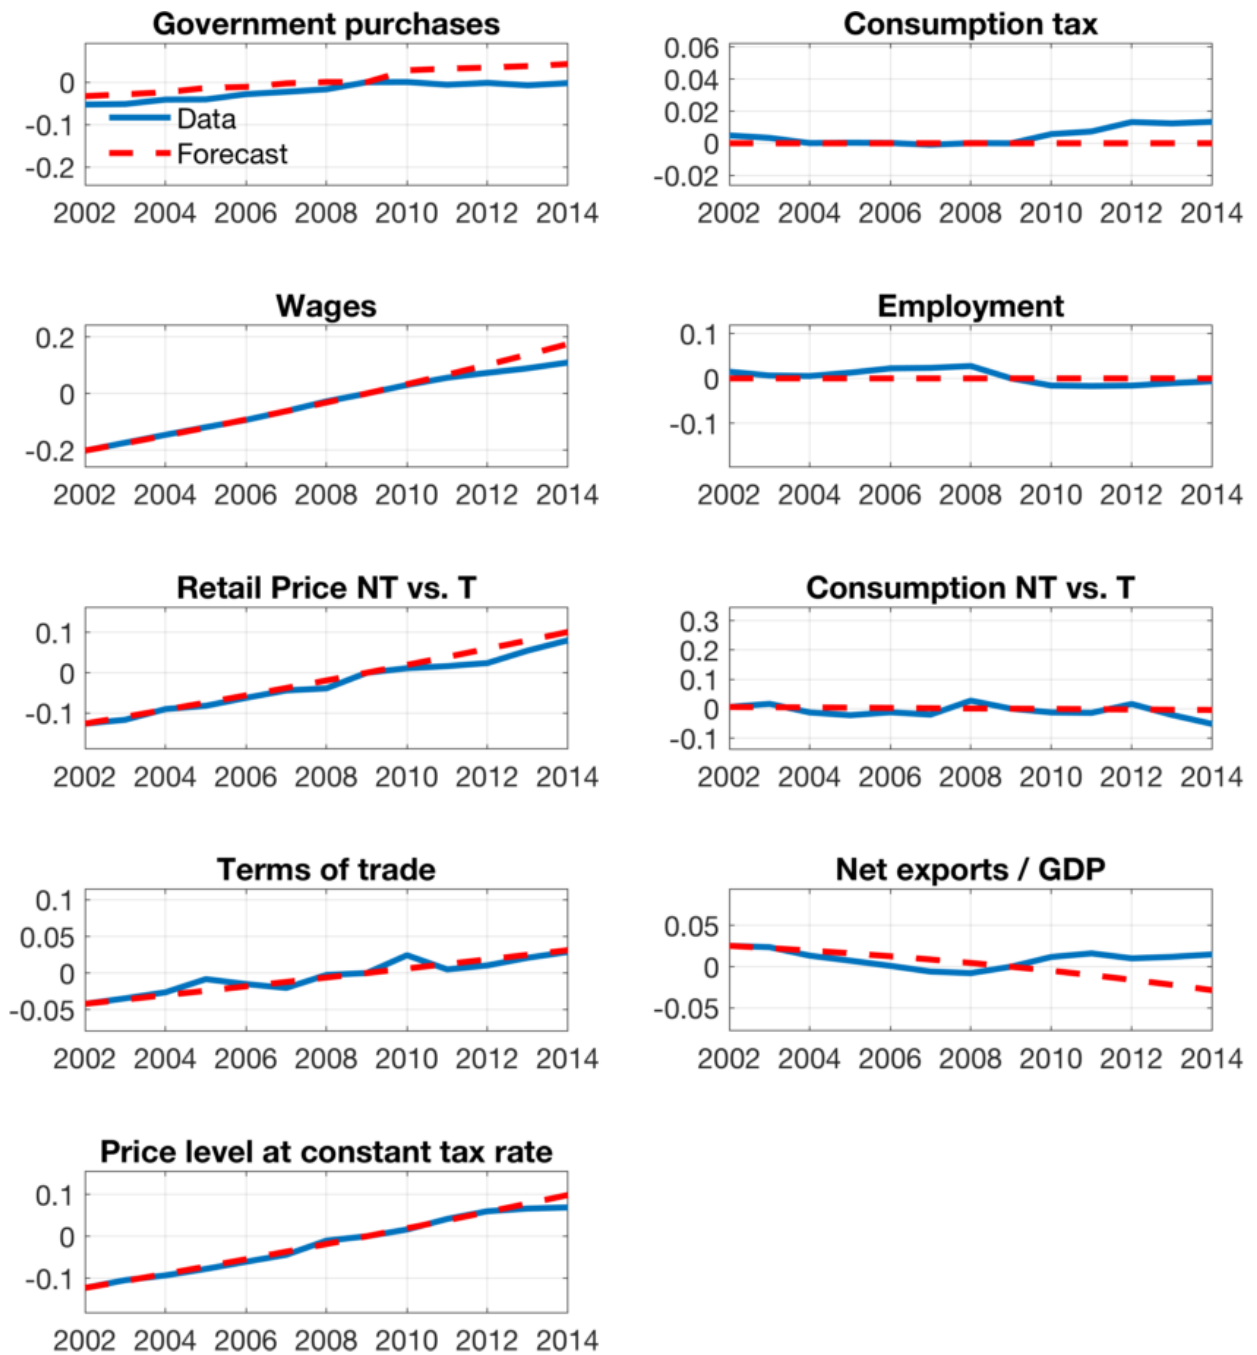 Government purchases
0
-0.1
-0.2
Data
Forecast
2002 2004 2006 2008 2010 2012 2014
Consumption tax
0.06
0.04
0.02
0
-0.02
2002 2004 2006 2008 2010 2012 2014
Wages
0.2
0
-0.2
2002 2004 2006 2008 2010 2012 2014
Employment
0.1
0
-0.1
2002 2004 2006 2008 2010 2012 2014
Retail Price NT vs. T
0.1
0
-0.1
2002 2004 2006 2008 2010 2012 2014
Consumption NT vs. T
0.3
0.2
0.1
0
-0.1
2002 2004 2006 2008 2010 2012 2014
Terms of trade
0.1
0.05
0
-0.05
2002 2004 2006 2008 2010 2012 2014
Net exports / GDP
0.05
0
-0.05
2002 2004 2006 2008 2010 2012 2014
Price level at constant tax rate
0.1
0
-0.1
2002 2004 2006 2008 2010 2012 2014